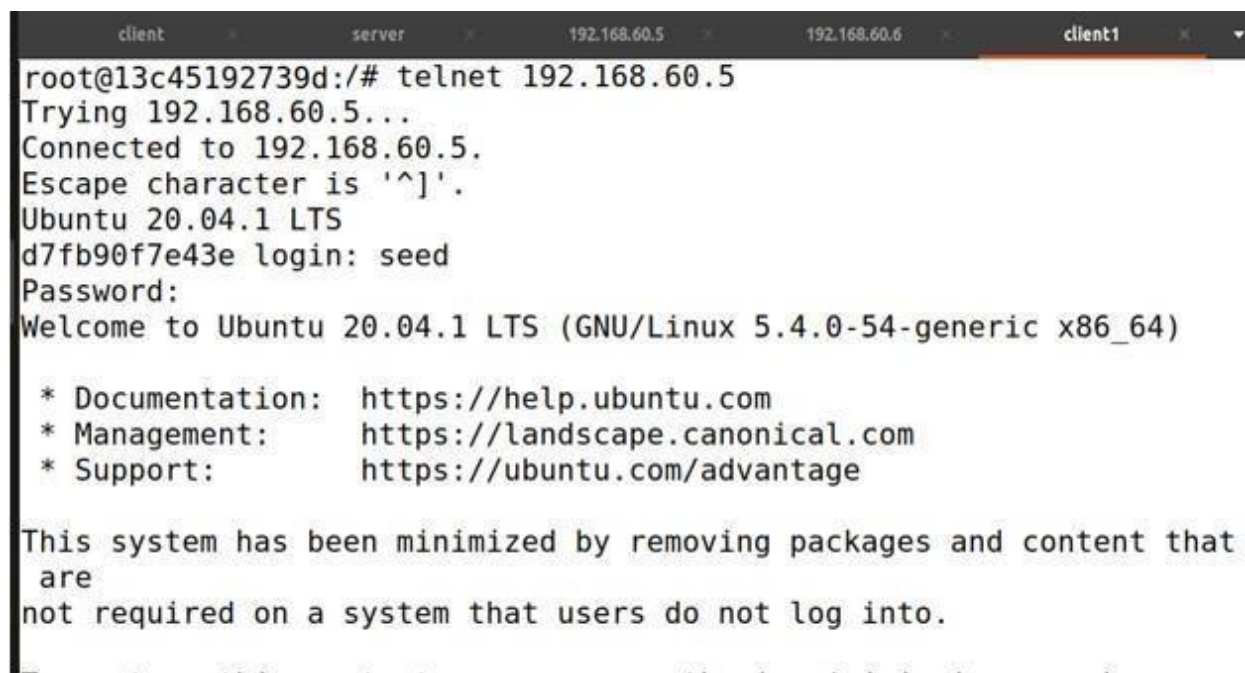 client server 192.168.60.5 192.168.60.6 client1
root@13c45192739d:/# telnet 192.168.60.5
Trying 192.168.60.5...
Connected to 192.168.60.5.
Escape character is '^]'.
Ubuntu 20.04.1 LTS
d7fb90f7e43e login: seed
Password:
Welcome to Ubuntu 20.04.1 LTS (GNU/Linux 5.4.0-54-generic x86_64)
* Documentation: https://help.ubuntu.com
* Management: https://landscape.canonical.com
* Support: https://ubuntu.com/advantage
This system has been minimized by removing packages and content that
are
not required on a system that users do not log into.